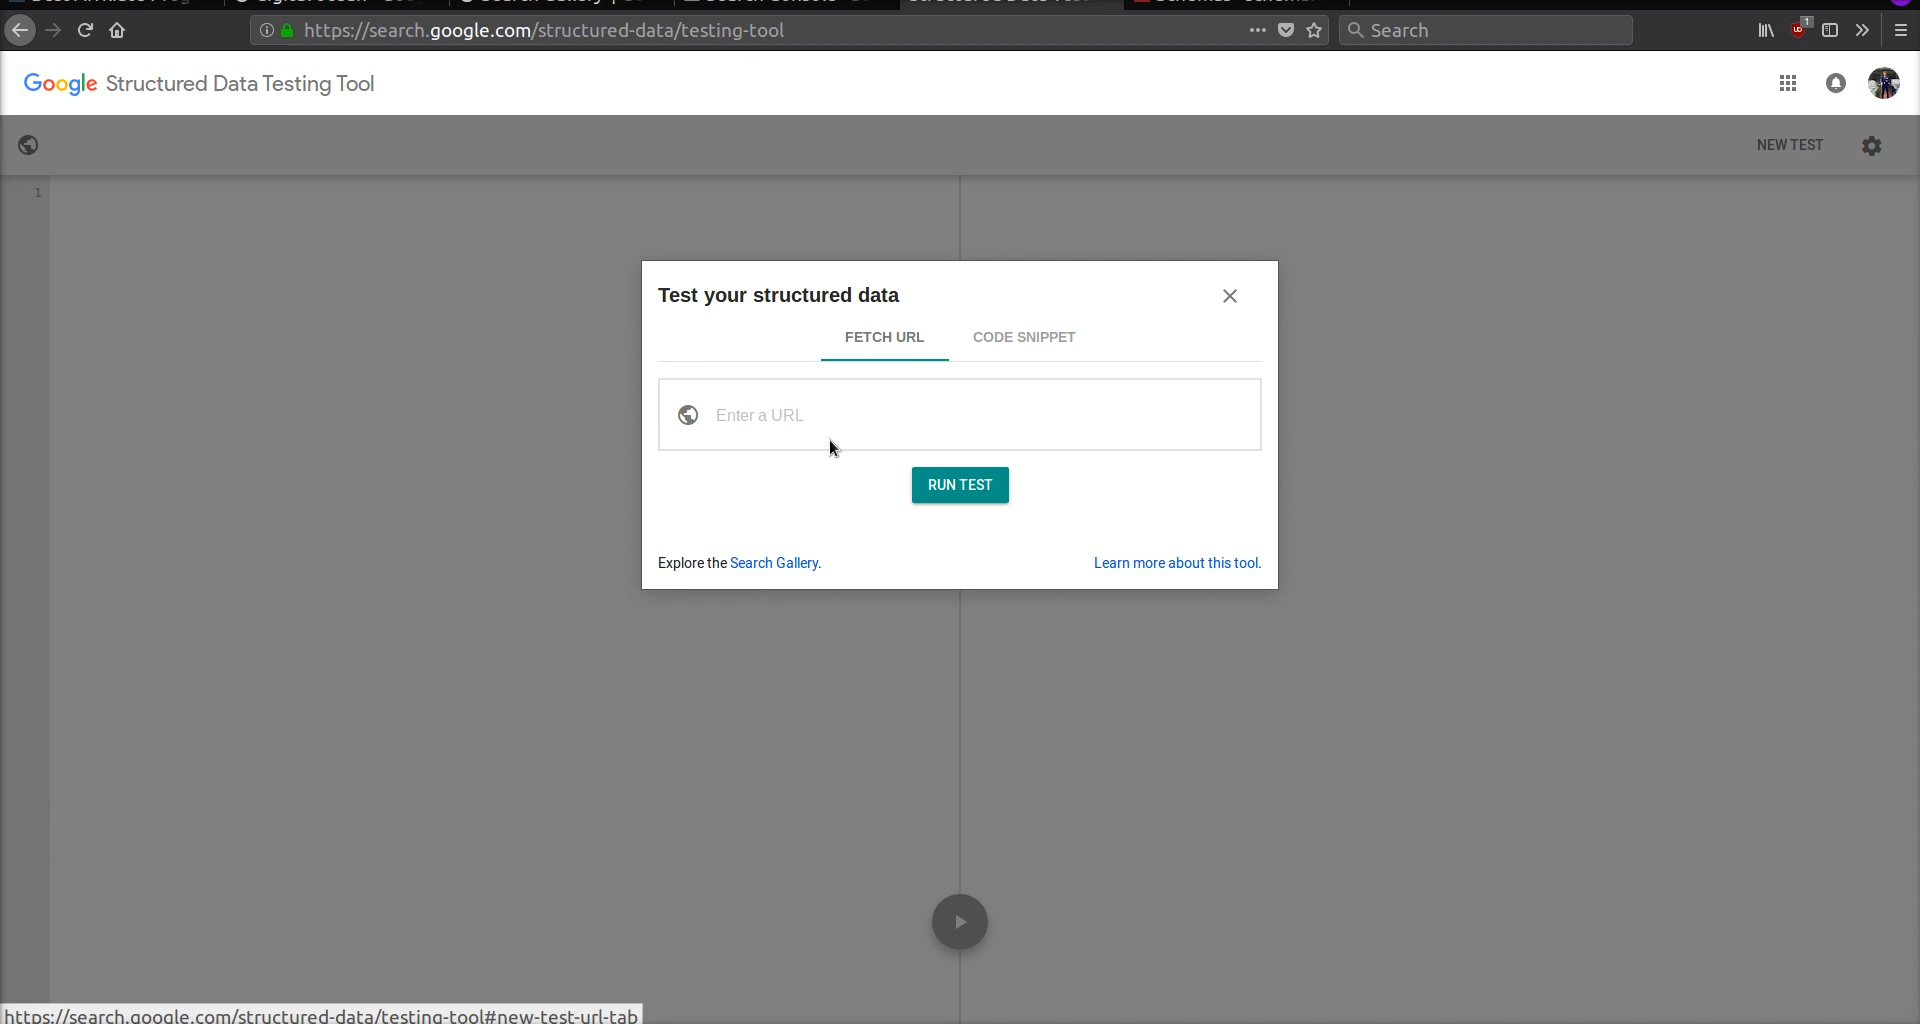 https://search.google.com/structured-data/testing-tool
Search
1
Google Structured Data Testing Tool
NEW TEST
1
Test your structured data
FETCH URL
CODE SNIPPET
Enter a URL
RUN TEST
Explore the Search Gallery.
Learn more about this tool.
https://search.google.com/structured-data/testing-tool#new-test-url-tab